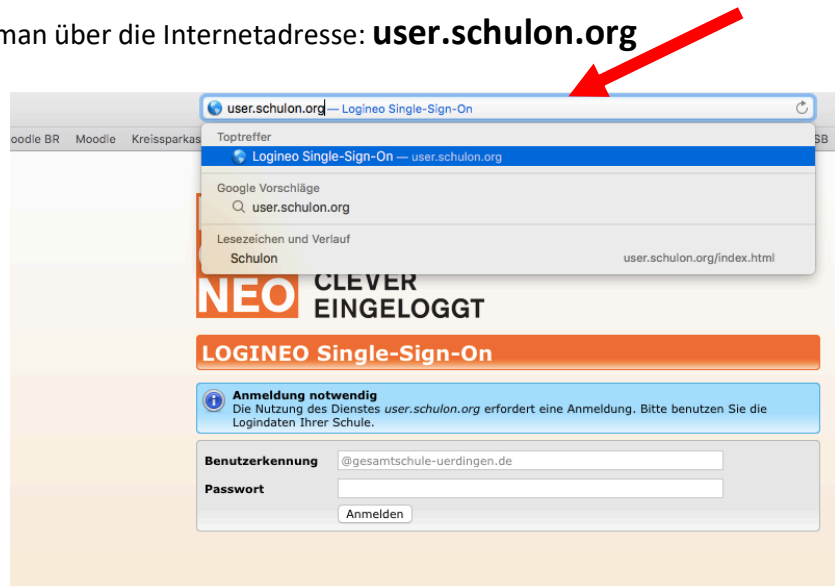 man über die Internetadresse: user.schulon.org
user.schulon.org — Logineo Single-Sign-On
oodle BR Moodle Kreissparkas SB
Toptreffer
Logineo Single-Sign-On — user.schulon.org
Google Vorschläge
user.schulon.org
Lesezeichen und Verlauf
Schulon user.schulon.org/index.html
NEO CLEVER
EINGELOGGT
LOGINEO Single-Sign-On
Anmeldung notwendig
Die Nutzung des Dienstes user.schulon.org erfordert eine Anmeldung. Bitte benutzen Sie die
Logindaten Ihrer Schule.
Benutzerkennung @gesamtschule-uerdingen.de
Passwort
Anmelden